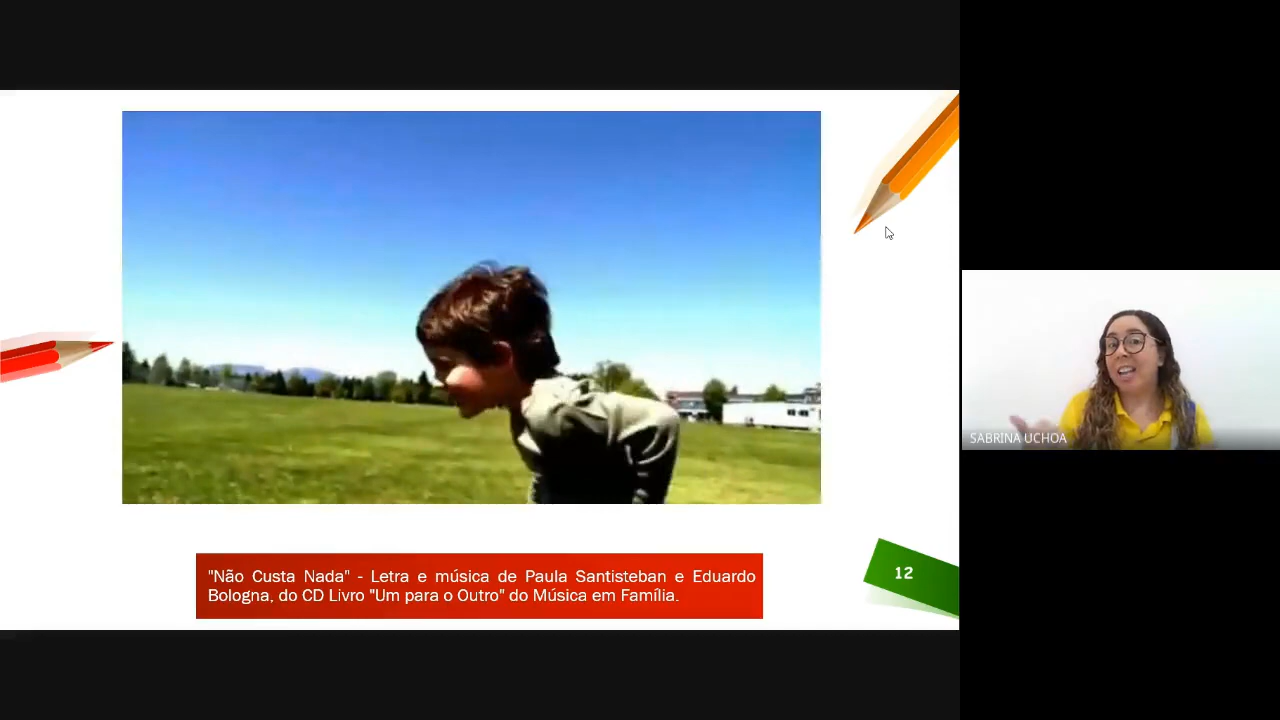 "Não Custa Nada" - Letra e música de Paula Santisteban e Eduardo
Bologna, do CD Livro "Um para o Outro" do Música em Família.
12
SABRINA UCHOA